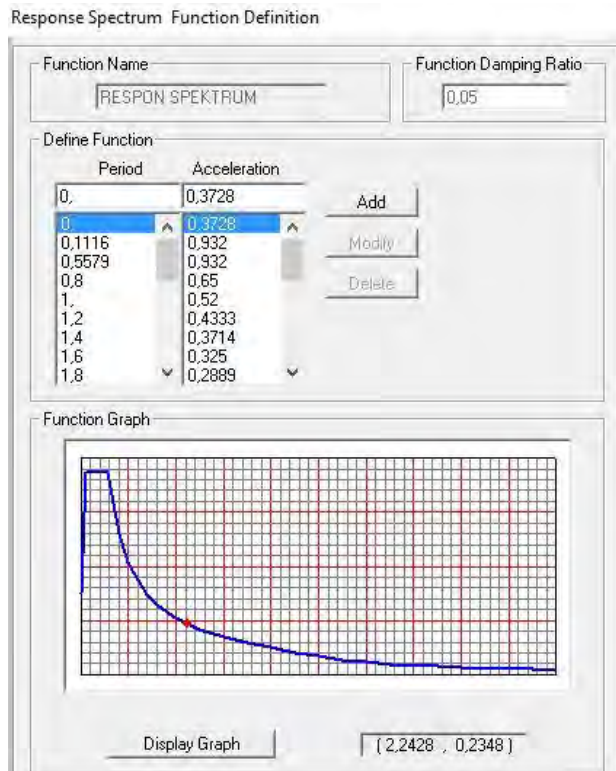 Response Spectrum Function Definition
Function Name
RESPON SPEKTRUM
Function Damping Ratio
0,05
Define Function
Period Acceleration
0, 0,3728
Add
0, 0,3728
0,1116 0,932
Modify
0,5579 0,932
0,8 0,65
Delete
1, 0,52
1,2 0,4333
1,4 0,3714
1,6 0,325
1,8 0,2889
Function Graph
Display Graph
( 2,2428 , 0,2348 )